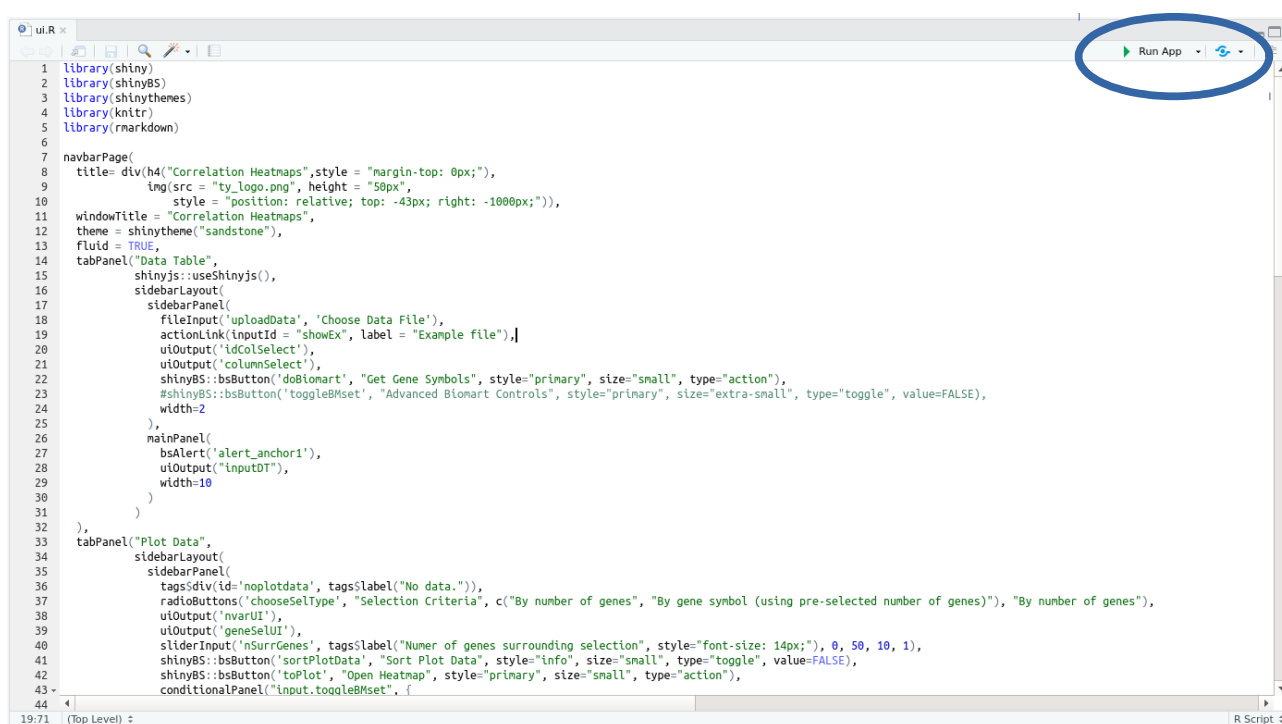 ui.R ×
Run App
1 library(shiny)
2 library(shinyBS)
3 library(shinythemes)
4 library(knitr)
5 library(rmarkdown)
6
7 navbarPage(
8   title= div(h4("Correlation Heatmaps",style = "margin-top: 0px;"),
9              img(src = "ty_logo.png", height = "50px",
10                  style = "position: relative; top: -43px; right: -1000px;")),
11   windowTitle = "Correlation Heatmaps",
12   theme = shinytheme("sandstone"),
13   fluid = TRUE,
14   tabPanel("Data Table",
15            shinyjs::useShinyjs(),
16            sidebarLayout(
17              sidebarPanel(
18                fileInput('uploadData', 'Choose Data File'),
19                actionLink(inputId = "showEx", label = "Example file"),
20                uiOutput('idColSelect'),
21                uiOutput('columnSelect'),
22                shinyBS::bsButton('doBiomart', "Get Gene Symbols", style="primary", size="small", type="action"),
23                #shinyBS::bsButton('toggleBMset', "Advanced Biomart Controls", style="primary", size="extra-small", type="toggle", value=FALSE),
24                width=2
25              ),
26              mainPanel(
27                bsAlert('alert_anchor1'),
28                uiOutput("inputDT"),
29                width=10
30              )
31            )
32   ),
33   tabPanel("Plot Data",
34            sidebarLayout(
35              sidebarPanel(
36                tags$div(id='noplotdata', tags$label("No data.")),
37                radioButtons('chooseSelType', "Selection Criteria", c("By number of genes", "By gene symbol (using pre-selected number of genes)"), "By number of genes"),
38                uiOutput('nvarUI'),
39                uiOutput('geneSelUI'),
40                sliderInput('nSurrGenes', tags$label("Numer of genes surrounding selection", style="font-size: 14px;"), 0, 50, 10, 1),
41                shinyBS::bsButton('sortPlotData', "Sort Plot Data", style="info", size="small", type="toggle", value=FALSE),
42                shinyBS::bsButton('toPlot', "Open Heatmap", style="primary", size="small", type="action"),
43                conditionalPanel("input.toggleBMset", {
44
19:71 (Top Level) R Script